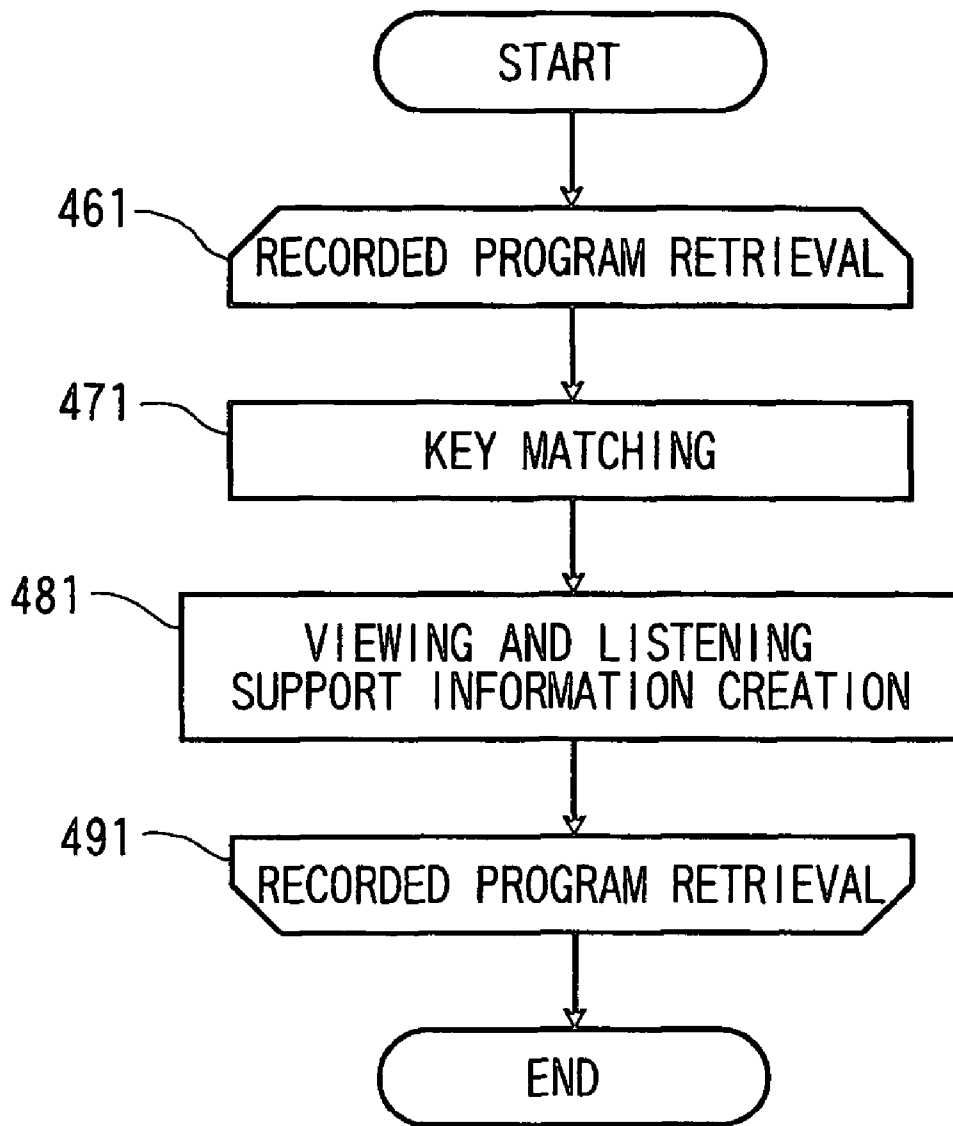 START
461
RECORDED PROGRAM RETRIEVAL
471
KEY MATCHING
481
VIEWING AND LISTENING
SUPPORT INFORMATION CREATION
491
RECORDED PROGRAM RETRIEVAL
END